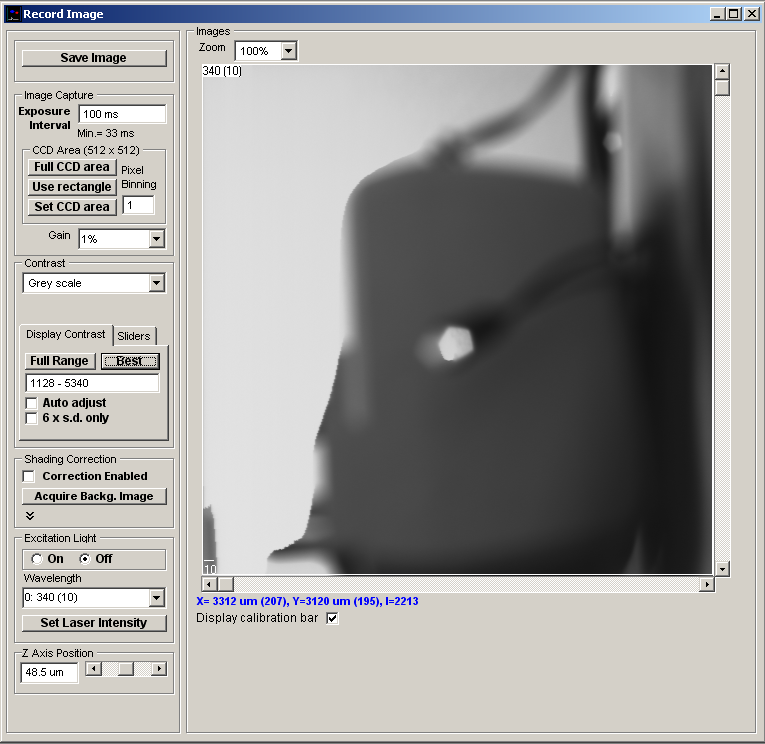 Record Image
Save Image
Image Capture
Exposure Interval
100 ms
Min.= 33 ms
CCD Area (512 x 512)
Full CCD area
Use rectangle
Set CCD area
Pixel
Binning
1
Gain
1%
Contrast
Grey scale
Display Contrast
Sliders
Full Range
Best
1128 - 5340
Auto adjust
6 x s.d. only
Shading Correction
Correction Enabled
Acquire Backg. Image
Excitation Light
On
Off
Wavelength
0: 340 (10)
Set Laser Intensity
Z Axis Position
48.5 um
Images
Zoom
100%
340 (10)
10
X= 3312 um (207), Y=3120 um (195), I=2213
Display calibration bar